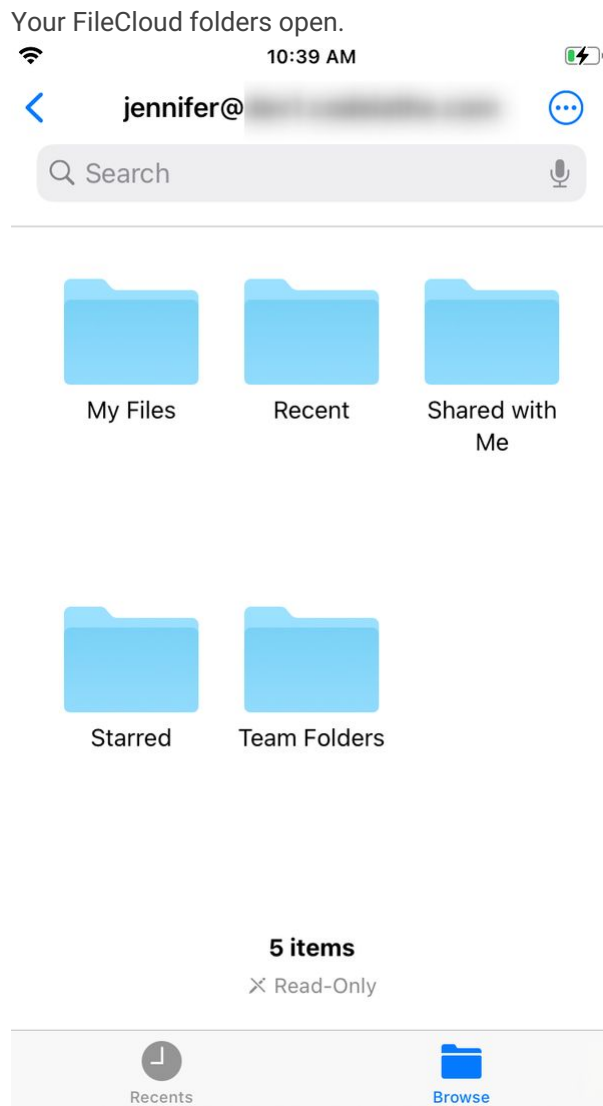 Your FileCloud folders open.
10:39 AM
jennifer@
Search
My Files
Recent
Shared with
Me
Starred
Team Folders
5 items
Read-Only
Recents
Browse